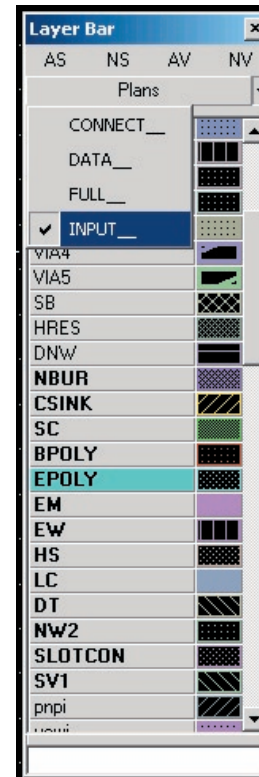 Layer Bar
AS NS AV NV
Plans
CONNECT__
DATA__
FULL__
INPUT__
VIA4
VIA5
SB
HRES
DNW
NBUR
CSINK
SC
BPOLY
EPOLY
EM
EW
HS
LC
DT
NW2
SLOTCON
SV1
pnpi